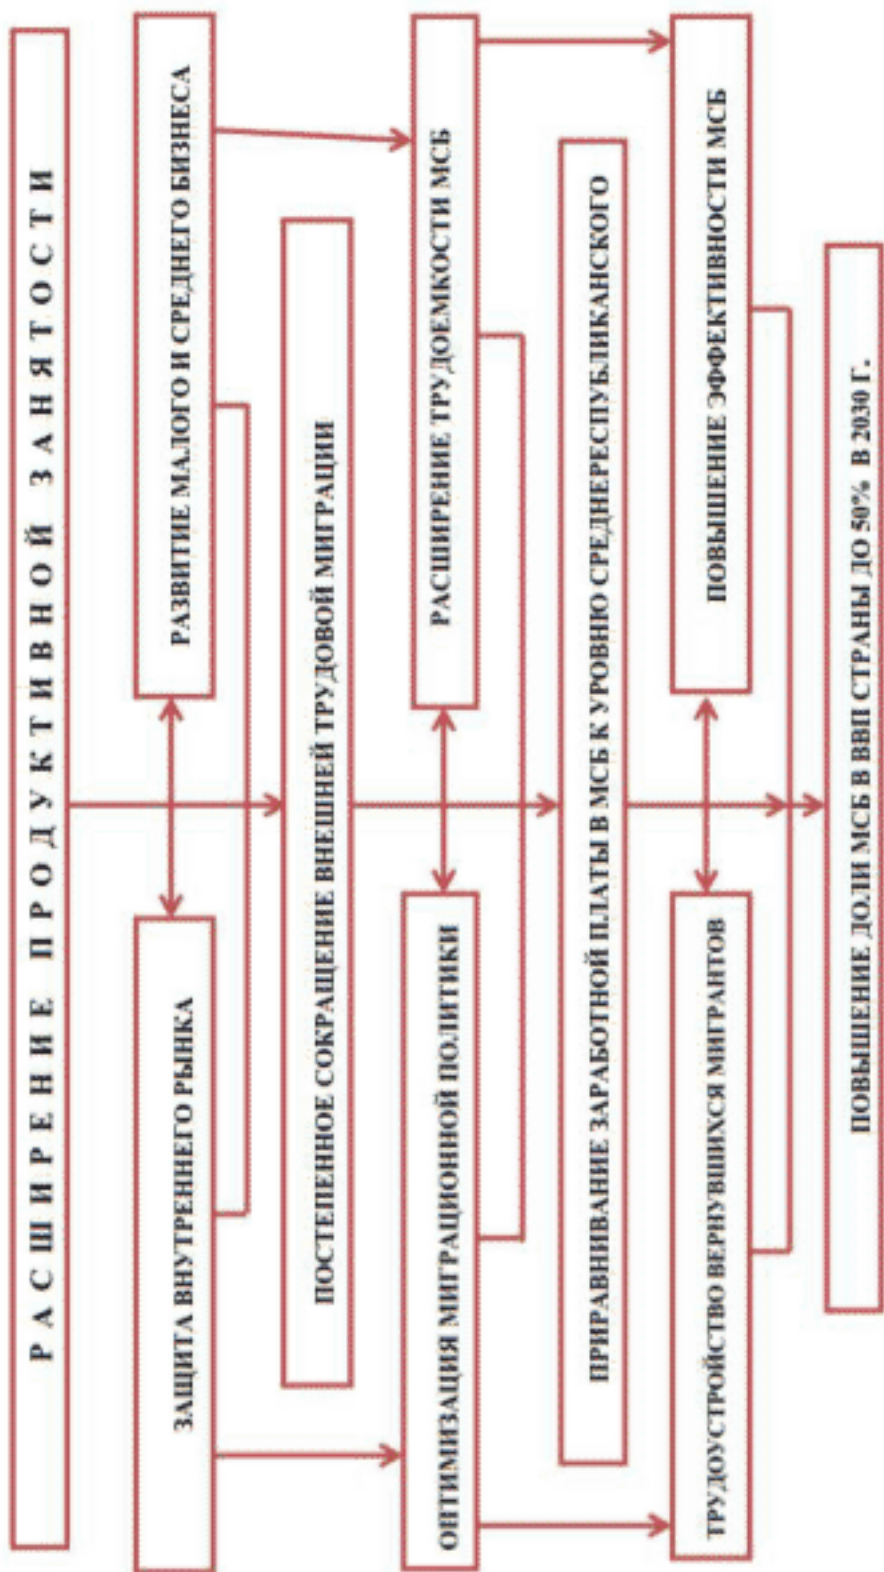 РАСШИРЕНИЕ ПРОДУКТИВНОЙ ЗАНЯТОСТИ
ЗАЩИТА ВНУТРЕННЕГО РЫНКА
РАЗВИТИЕ МАЛОГО И СРЕДНЕГО БИЗНЕСА
ПОСТЕПЕННОЕ СОКРАЩЕНИЕ ВНЕШНЕЙ ТРУДОВОЙ МИГРАЦИИ
ОПТИМИЗАЦИЯ МИГРАЦИОННОЙ ПОЛИТИКИ
РАСШИРЕНИЕ ТРУДОЕМКОСТИ МСБ
ПРИРАВНИВАНИЕ ЗАРАБОТНОЙ ПЛАТЫ В МСБ К УРОВНЮ СРЕДНЕРЕСПУБЛИКАНСКОГО
ТРУДОУСТРОЙСТВО ВЕРНУВШИХСЯ МИГРАНТОВ
ПОВЫШЕНИЕ ЭФФЕКТИВНОСТИ МСБ
ПОВЫШЕНИЕ ДОЛИ МСБ В ВВП СТРАНЫ ДО 50% В 2030 Г.